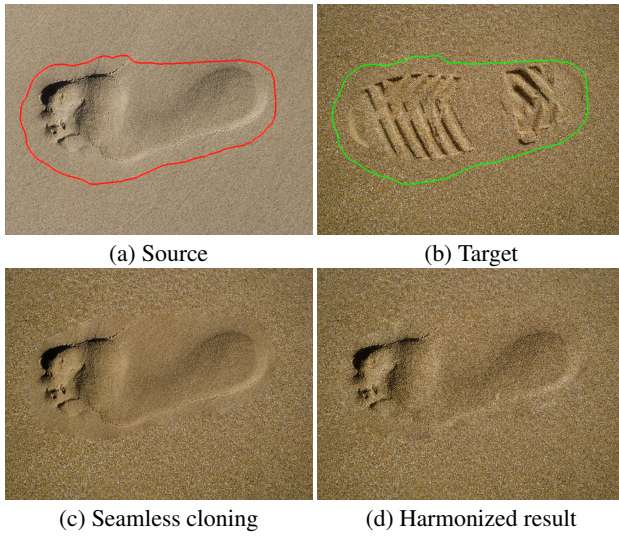 (a) Source
(b) Target
(c) Seamless cloning
(d) Harmonized result